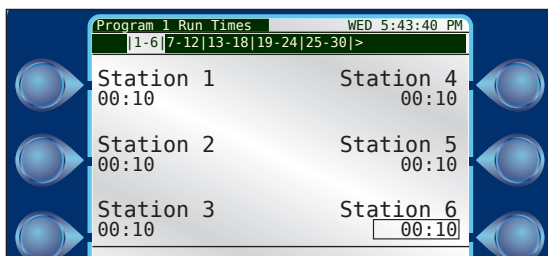 Program 1 Run Times WED 5:43:40 PM
|1-6|7-12|13-18|19-24|25-30|>
Station 1 Station 4
00:10 00:10
Station 2 Station 5
00:10 00:10
Station 3 Station 6
00:10 00:10